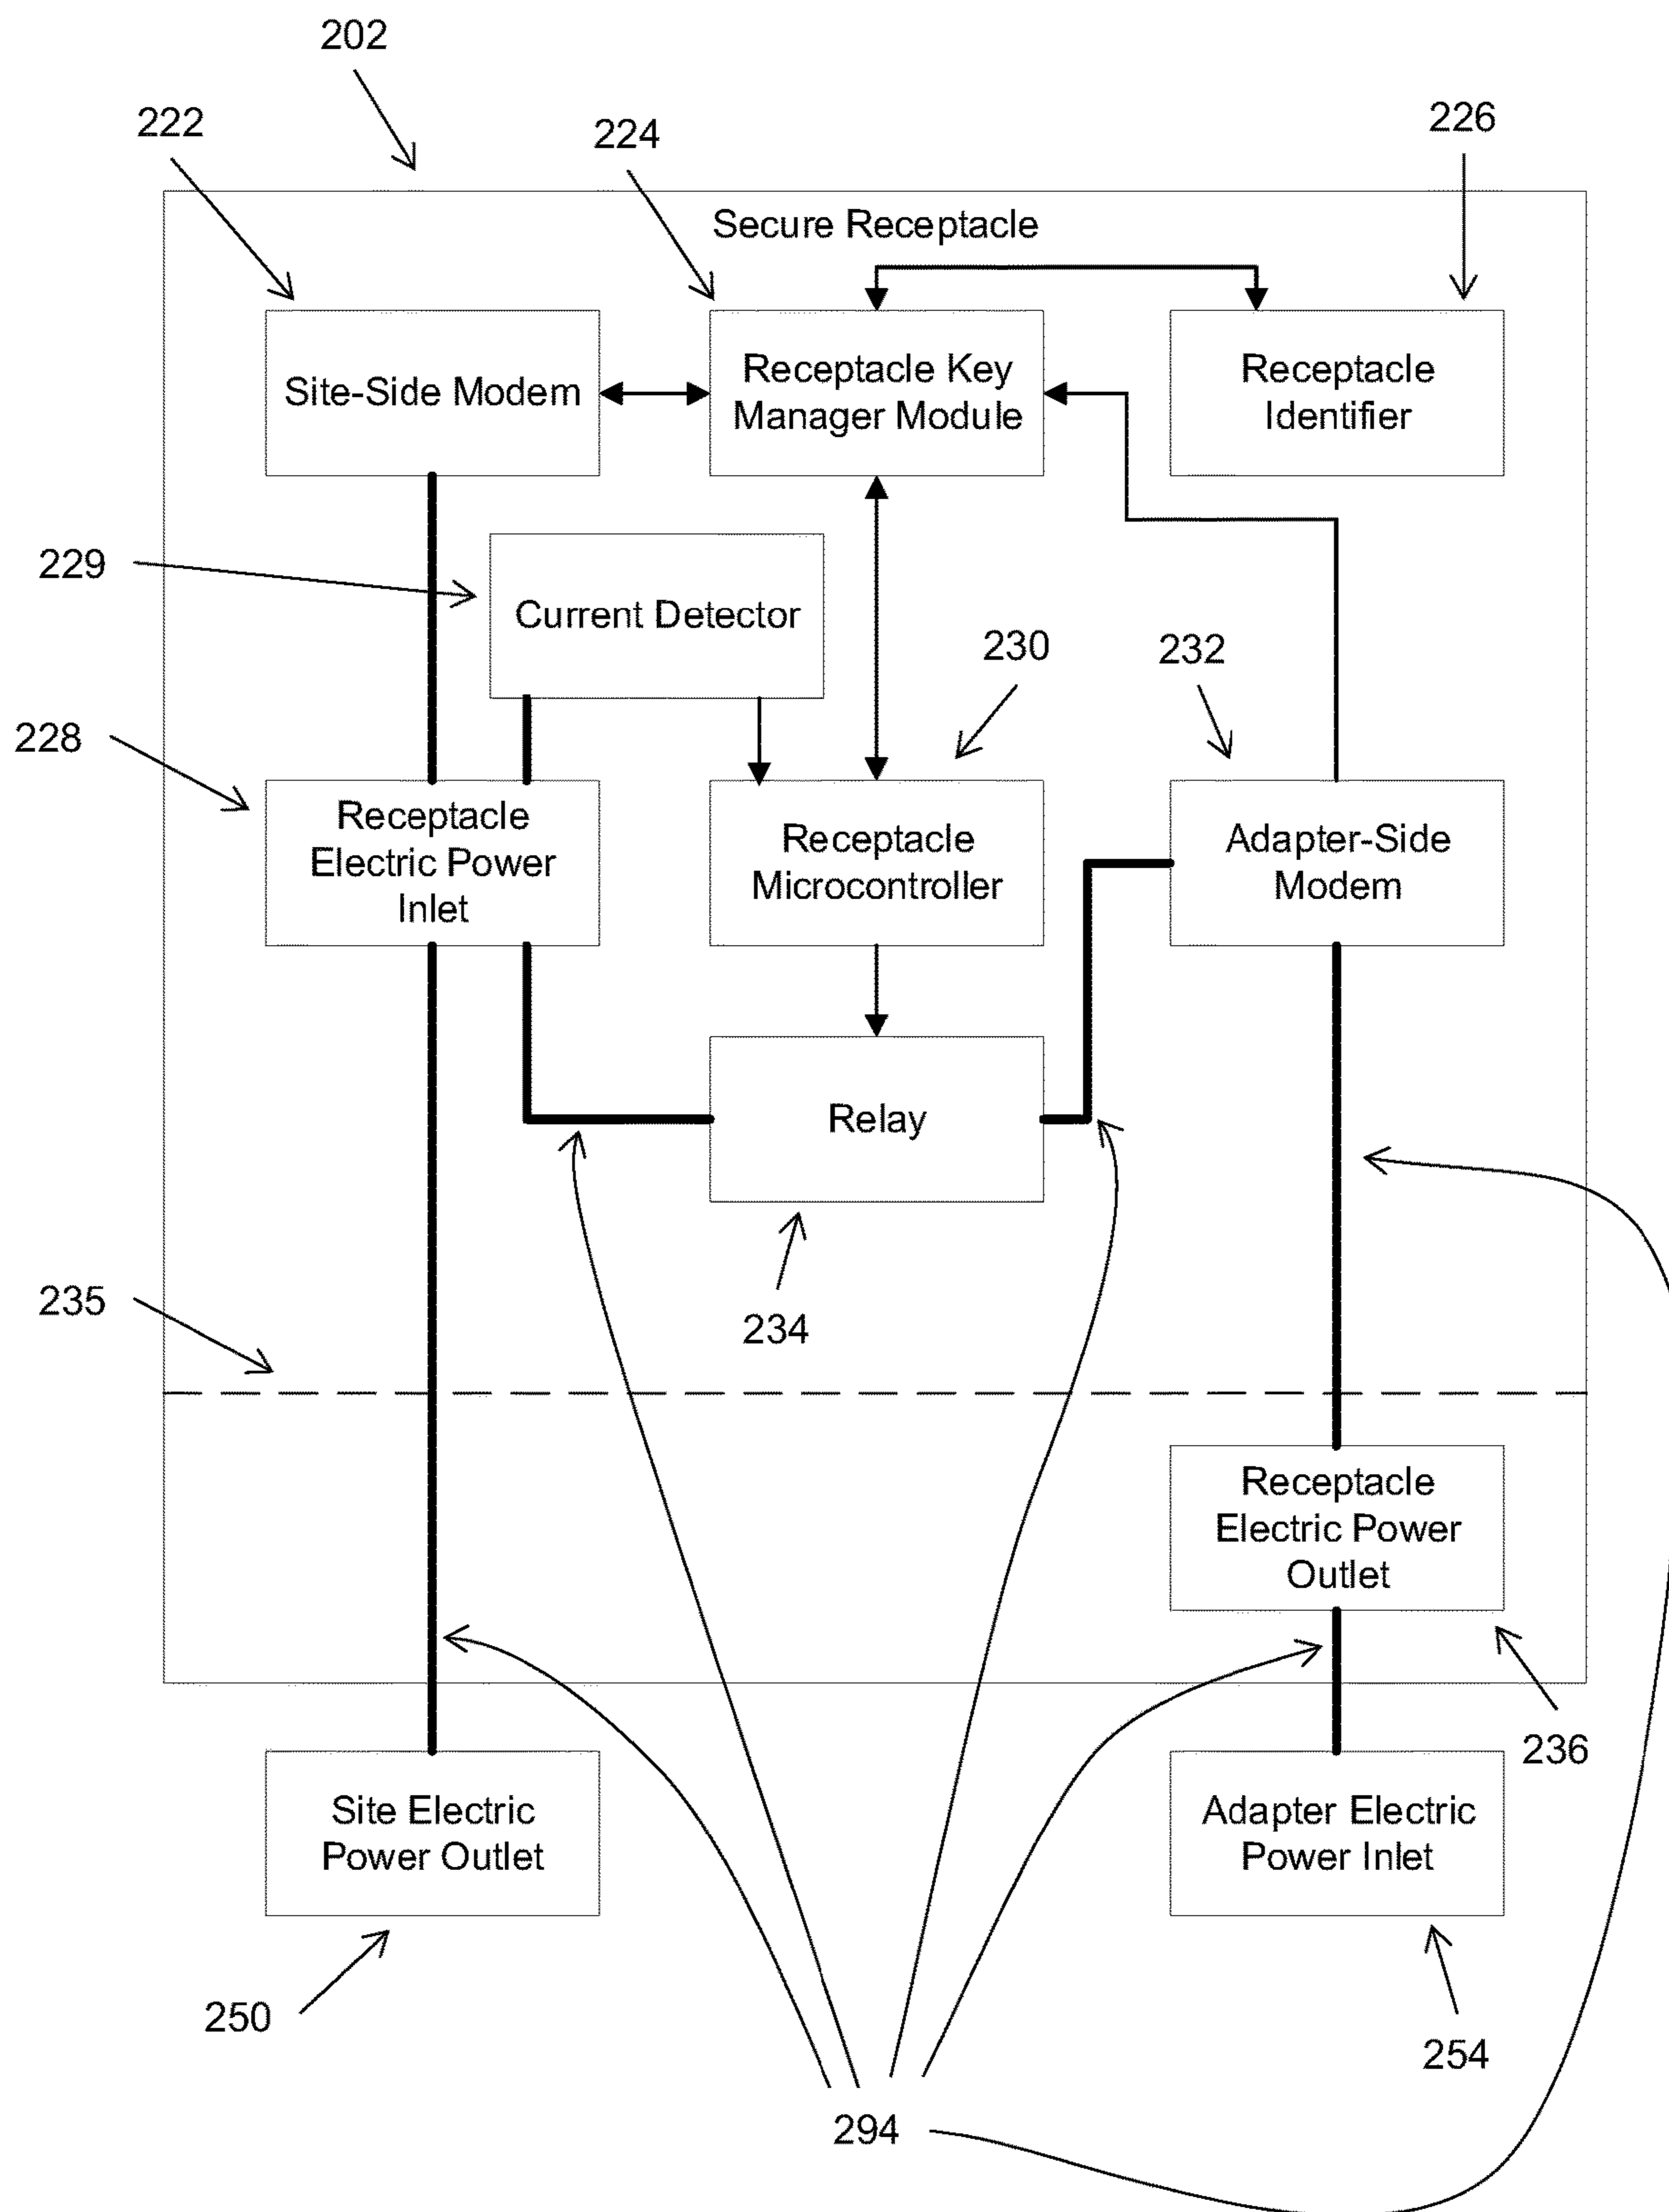 202
222
224
226
Secure Receptacle
Site-Side Modem
Receptacle Key
Manager Module
Receptacle
Identifier
229
Current Detector
230
232
228
Receptacle
Electric Power
Inlet
Receptacle
Microcontroller
Adapter-Side
Modem
Relay
235
234
Receptacle
Electric Power
Outlet
236
Site Electric
Power Outlet
Adapter Electric
Power Inlet
250
254
294